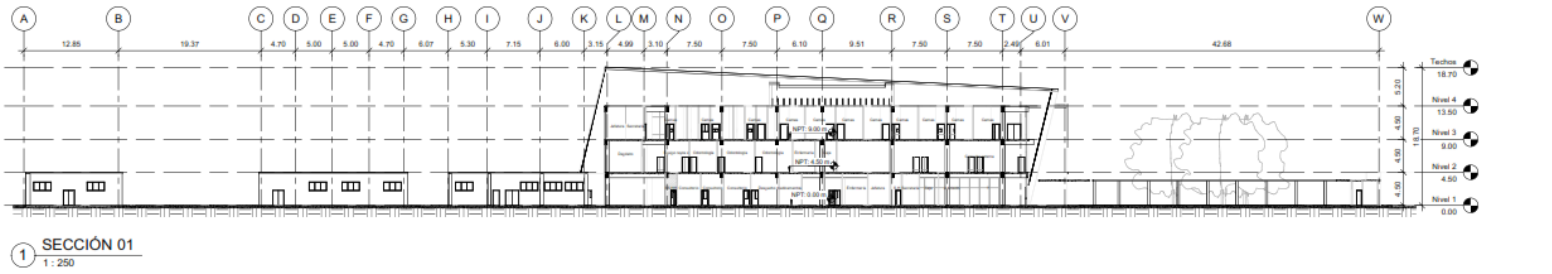 A B C D E F G H I J K L M N O P Q R S T U V W
12.85 19.37 4.70 5.00 5.00 4.70 6.07 5.30 7.15 6.00 3.15 4.99 3.10 7.50 7.50 6.10 9.51 7.50 7.50 2.49 6.01 42.68
Techos
18.70
5.20
Nivel 4
13.50
4.50
18.70
NPT: 9.00 m
Nivel 3
9.00
4.50
NPT: 4.50 m
Nivel 2
4.50
4.50
NPT: 0.00 m
Nivel 1
0.00
1 SECCIÓN 01
1 : 250